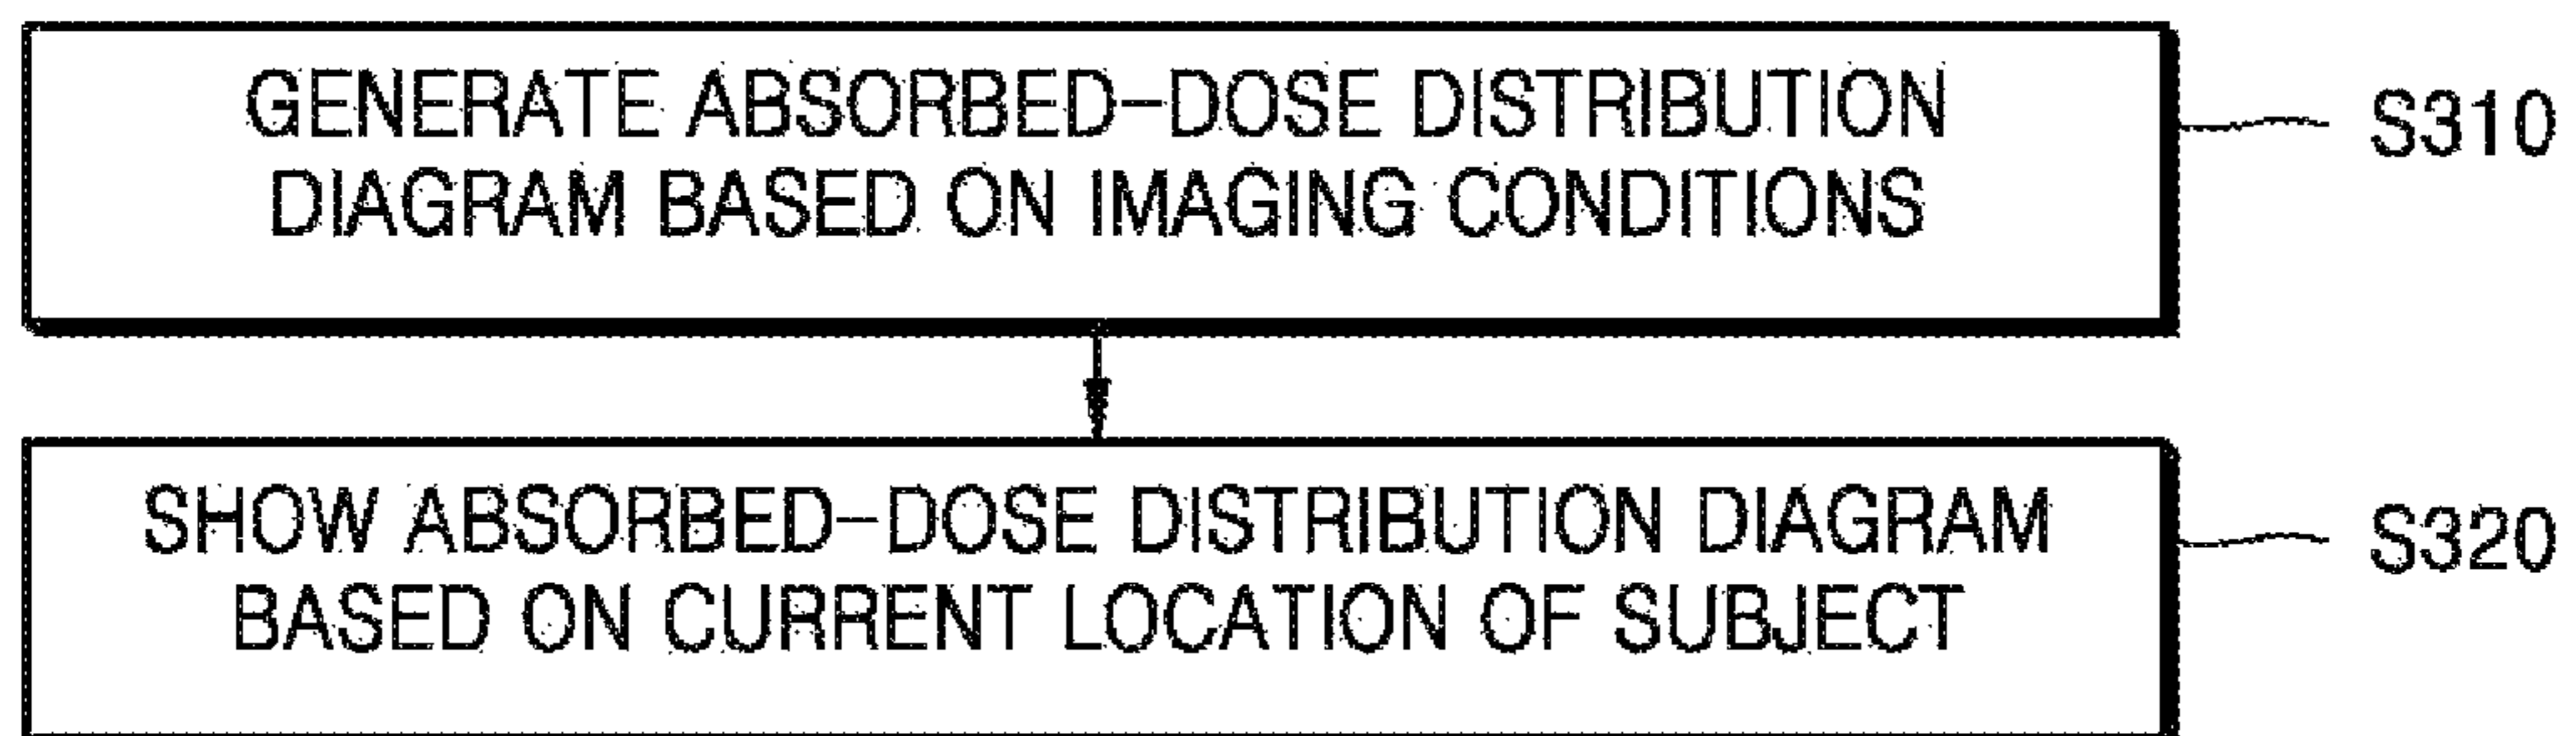 GENERATE ABSORBED-DOSE DISTRIBUTION
DIAGRAM BASED ON IMAGING CONDITIONS
S310
SHOW ABSORBED-DOSE DISTRIBUTION DIAGRAM
BASED ON CURRENT LOCATION OF SUBJECT
S320